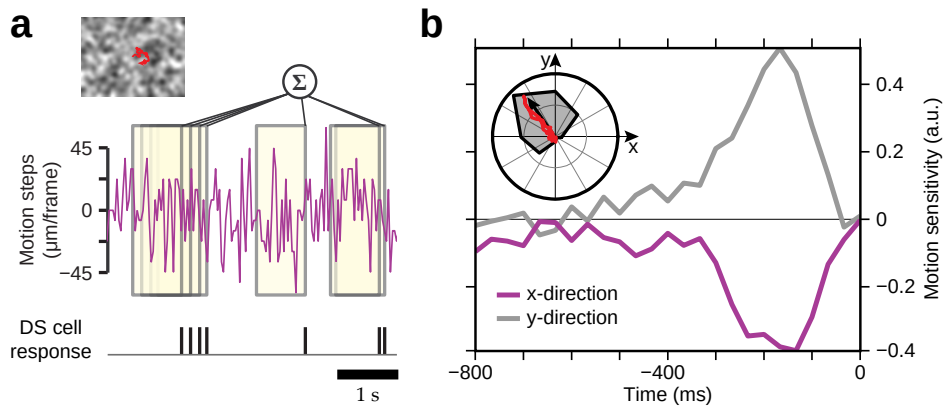 a
Σ
Motion steps
(µm/frame)
45
0
−45
DS cell
response
1 s
b
y
x
x-direction
y-direction
0.4
0.2
0
−0.2
−0.4
Motion sensitivity (a.u.)
−800
−400
0
Time (ms)